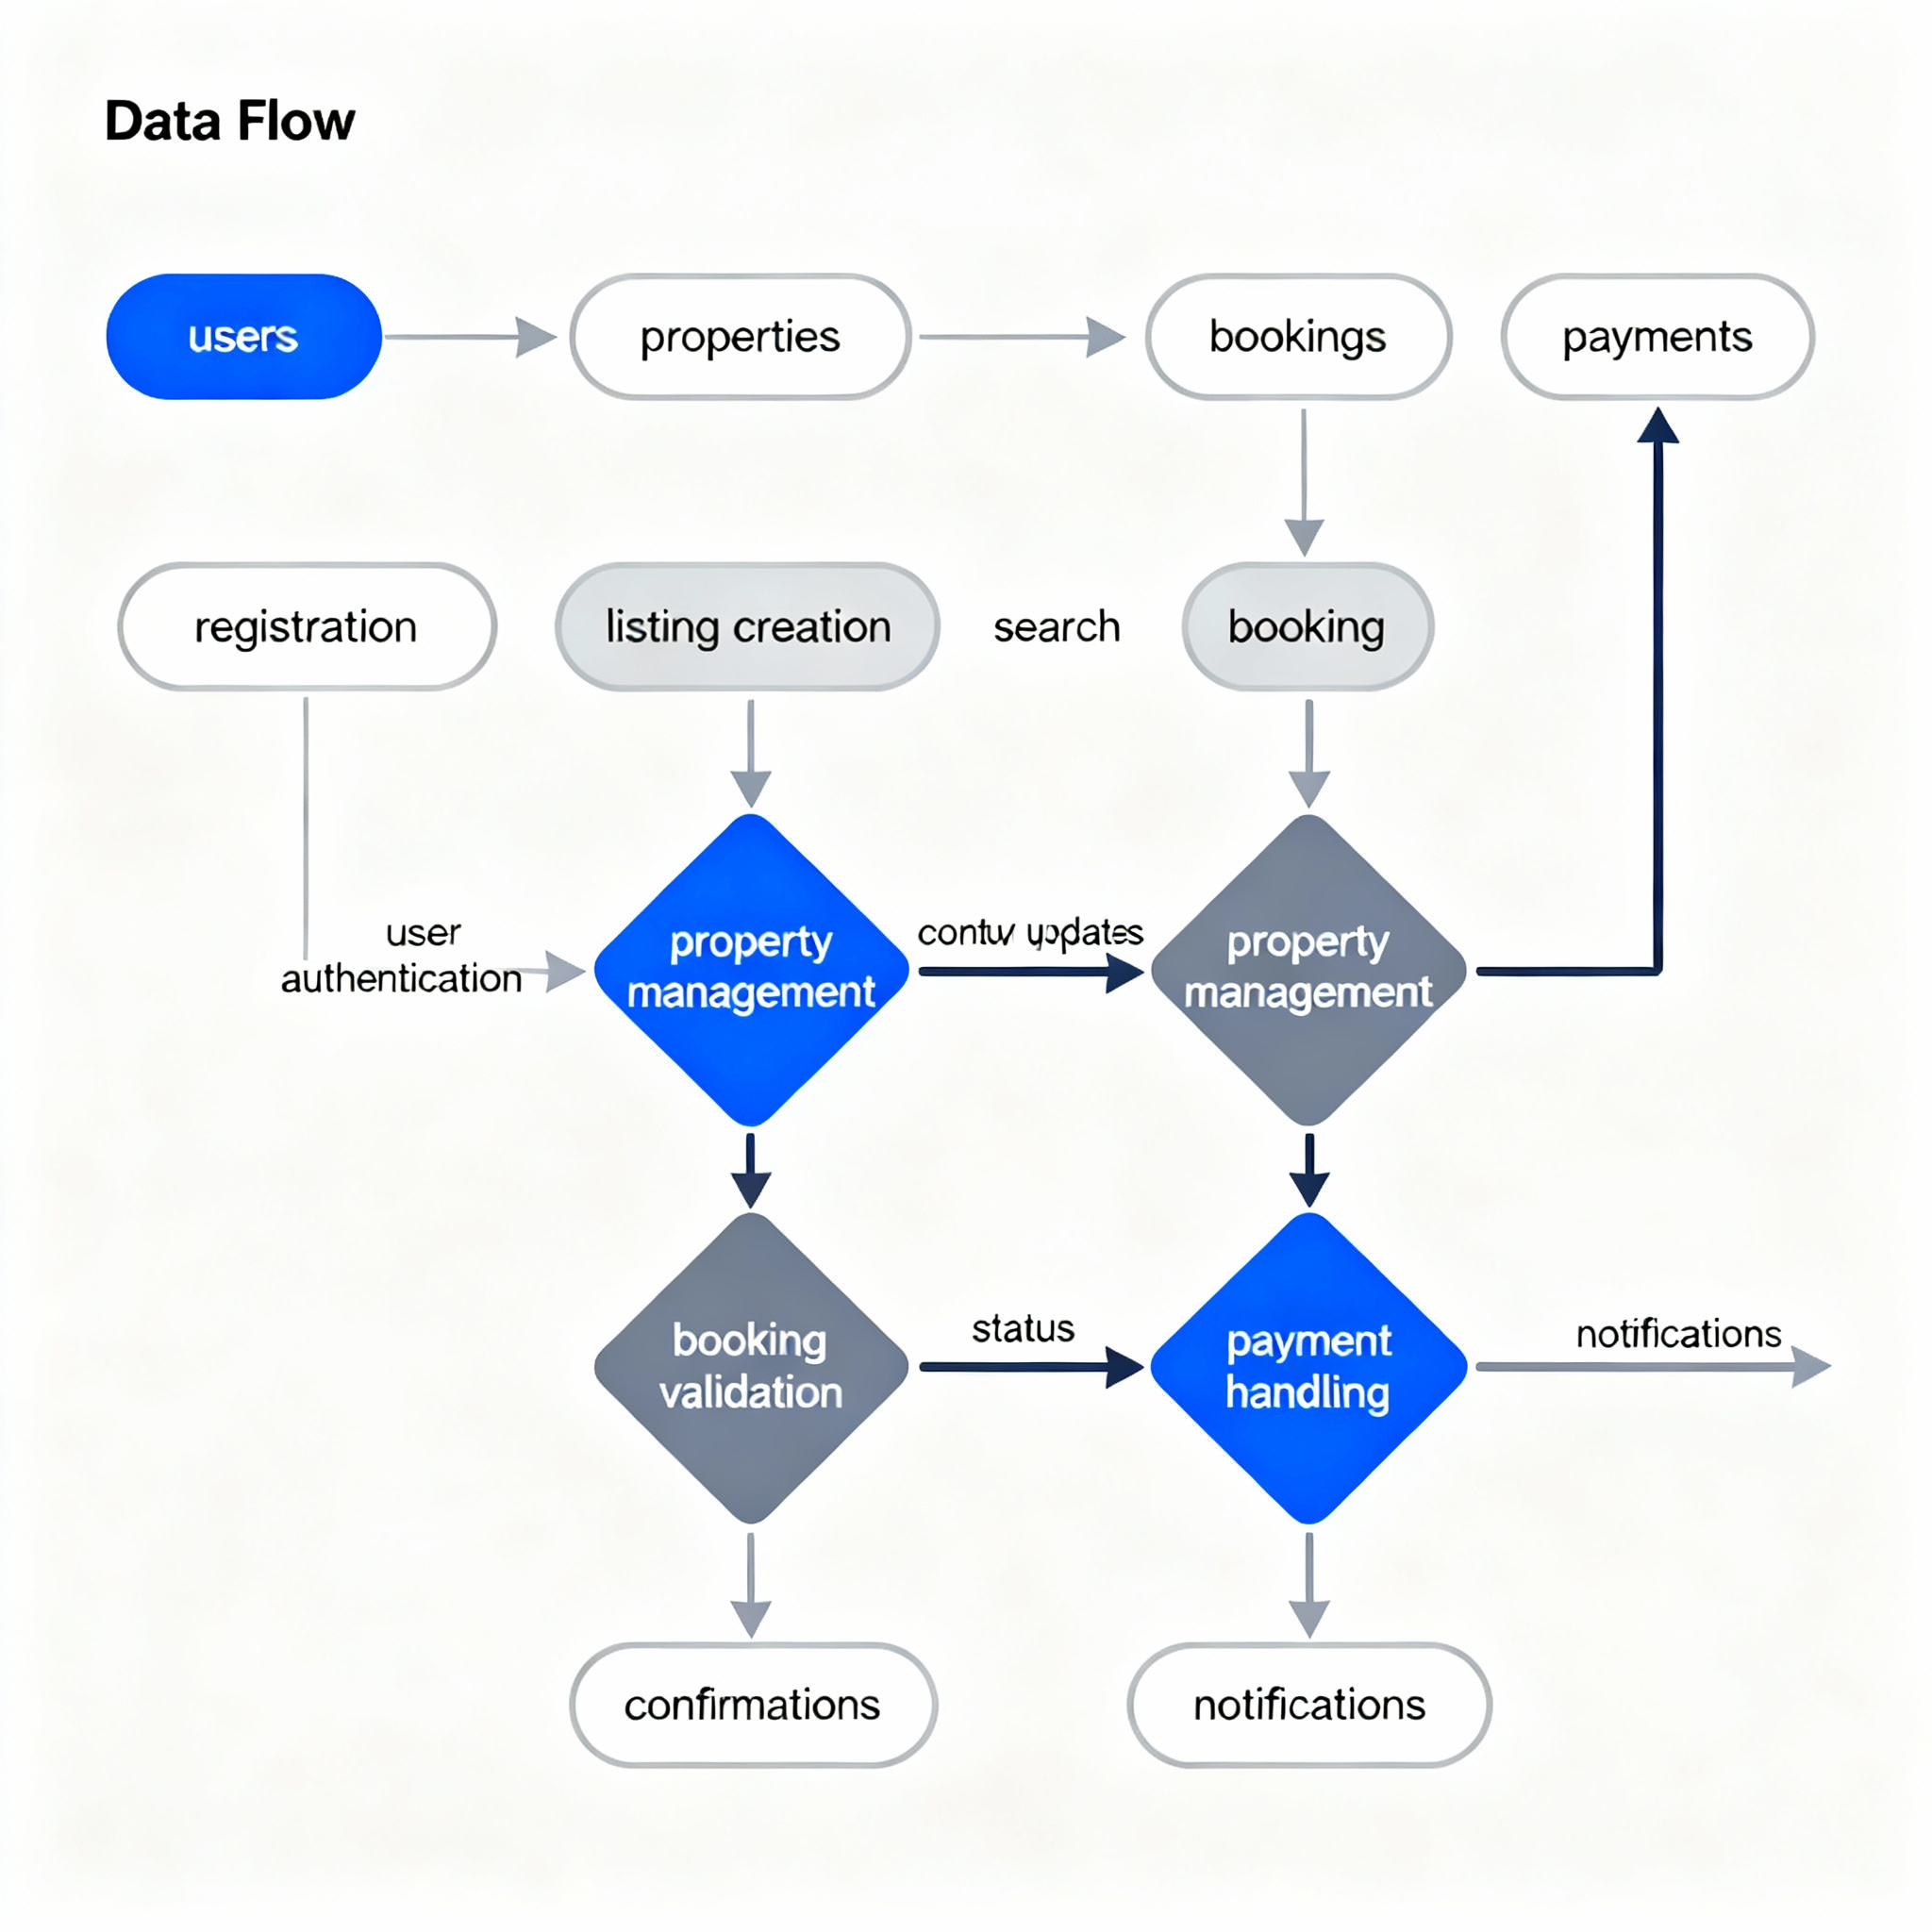 Data Flow
users
properties
bookings
payments
registration
listing creation
search
booking
user
authentication
property
management
updates
property
management
booking
validation
status
payment
handling
notifications
confirmations
notifications